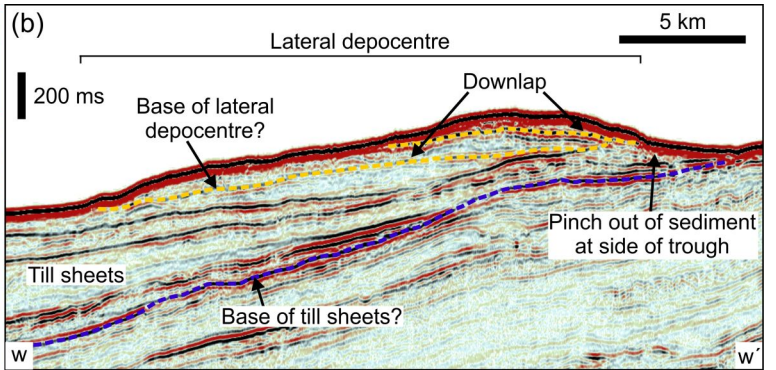 (b)
Lateral depocentre
5 km
200 ms
Downlap
Base of lateral
depocentre?
Pinch out of sediment
at side of trough
Till sheets
Base of till sheets?
w
w´